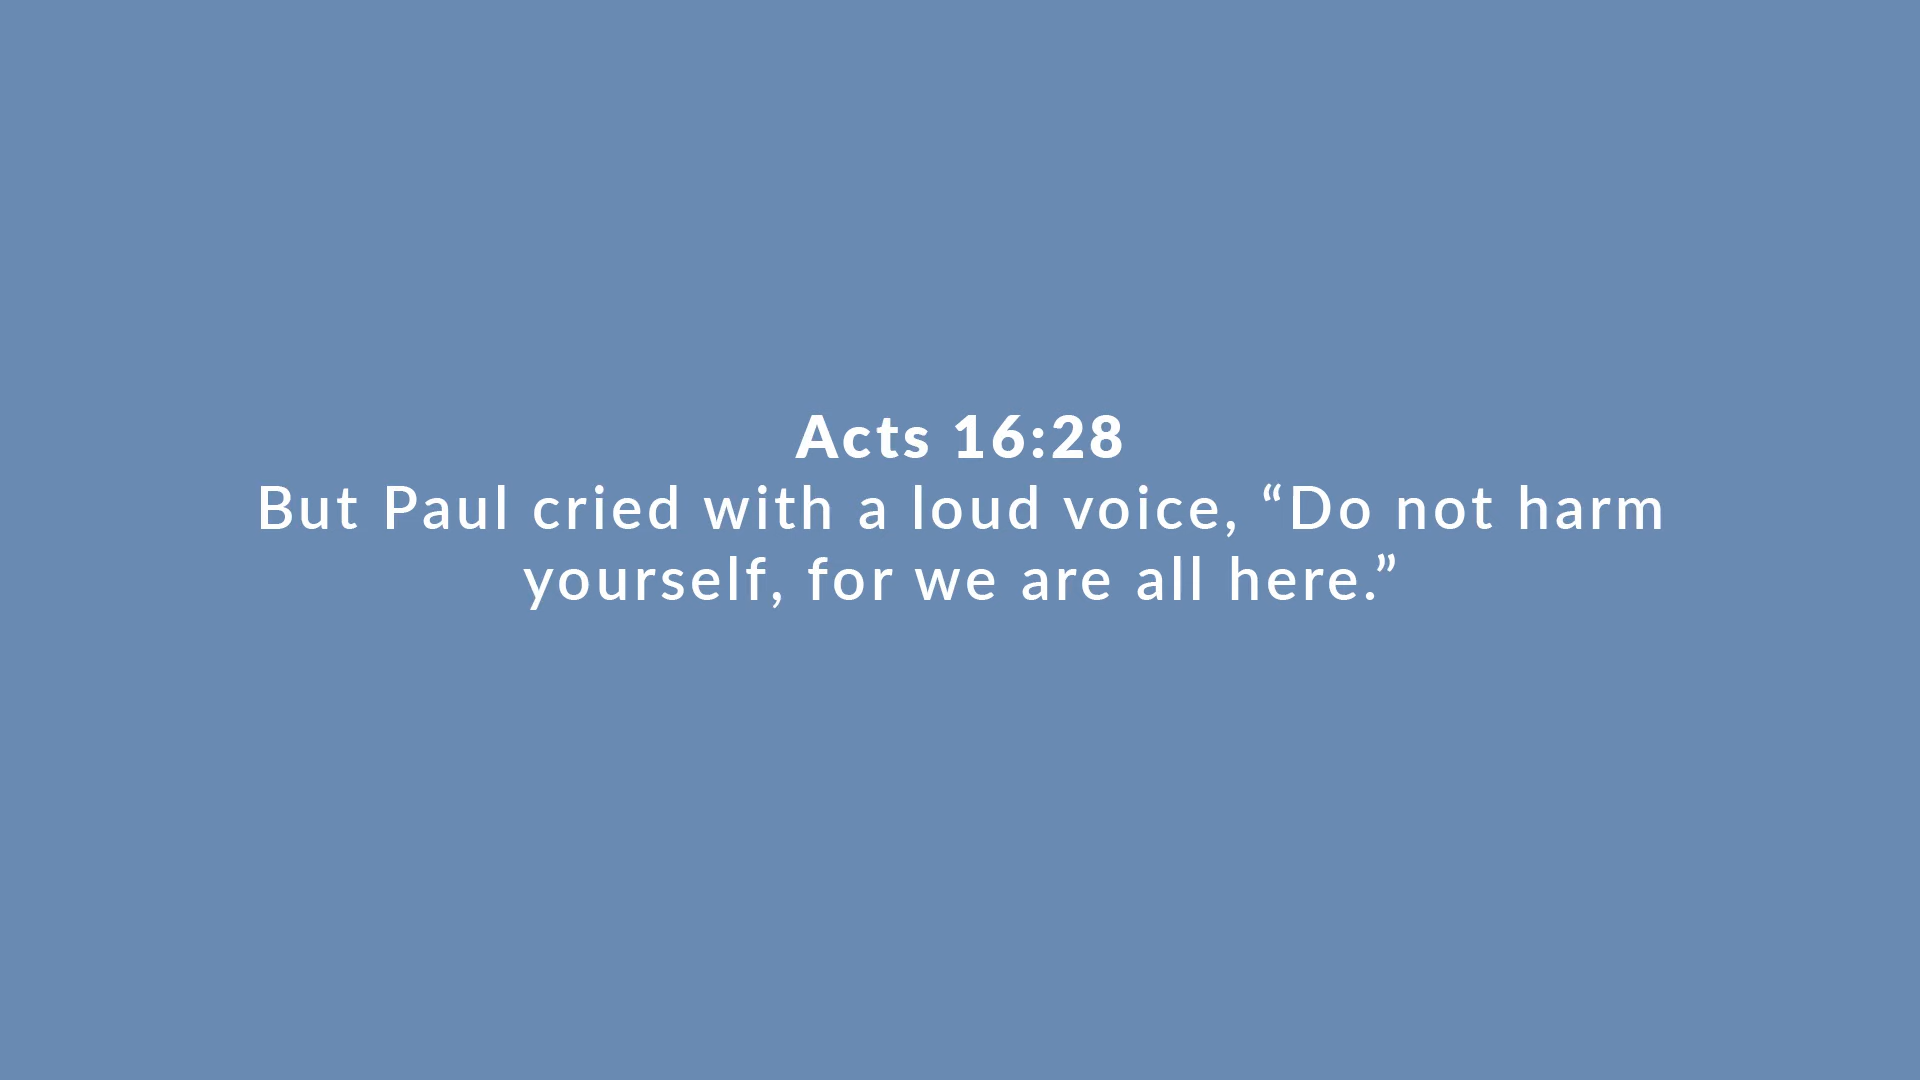 Acts 16:28
But Paul cried with a loud voice, “Do not harm
yourself, for we are all here.”